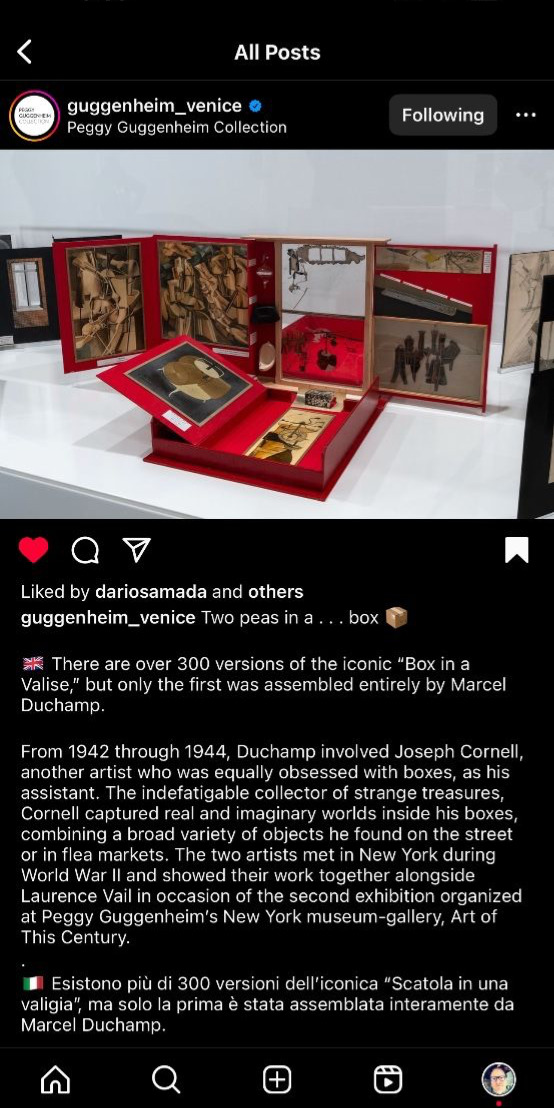 All Posts
PEGGY
GUGGENHEIM
COLLECTION
guggenheim_venice
Peggy Guggenheim Collection
Following
Liked by dariosamada and others
guggenheim_venice Two peas in a . . . box 📦
🇬🇧 There are over 300 versions of the iconic “Box in a
Valise,” but only the first was assembled entirely by Marcel
Duchamp.
From 1942 through 1944, Duchamp involved Joseph Cornell,
another artist who was equally obsessed with boxes, as his
assistant. The indefatigable collector of strange treasures,
Cornell captured real and imaginary worlds inside his boxes,
combining a broad variety of objects he found on the street
or in flea markets. The two artists met in New York during
World War II and showed their work together alongside
Laurence Vail in occasion of the second exhibition organized
at Peggy Guggenheim’s New York museum-gallery, Art of
This Century.
.
🇮🇹 Esistono più di 300 versioni dell’iconica “Scatola in una
valigia”, ma solo la prima è stata assemblata interamente da
Marcel Duchamp.